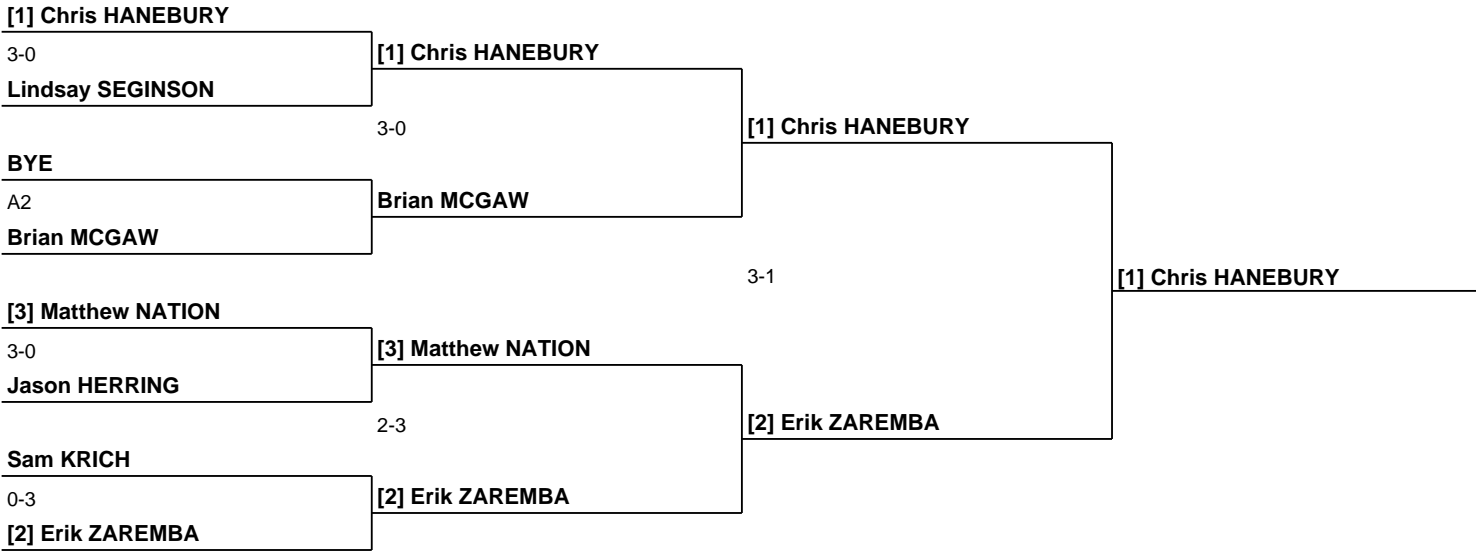 [1] Chris HANEBURY
3-0
[1] Chris HANEBURY
Lindsay SEGINSON
3-0
[1] Chris HANEBURY
BYE
A2
Brian MCGAW
Brian MCGAW
3-1
[1] Chris HANEBURY
[3] Matthew NATION
3-0
[3] Matthew NATION
Jason HERRING
2-3
[2] Erik ZAREMBA
Sam KRICH
0-3
[2] Erik ZAREMBA
[2] Erik ZAREMBA